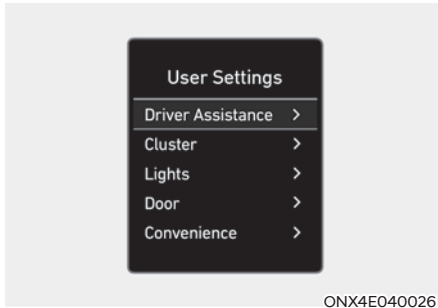 User Settings
Driver Assistance >
Cluster >
Lights >
Door >
Convenience >
ONX4E040026